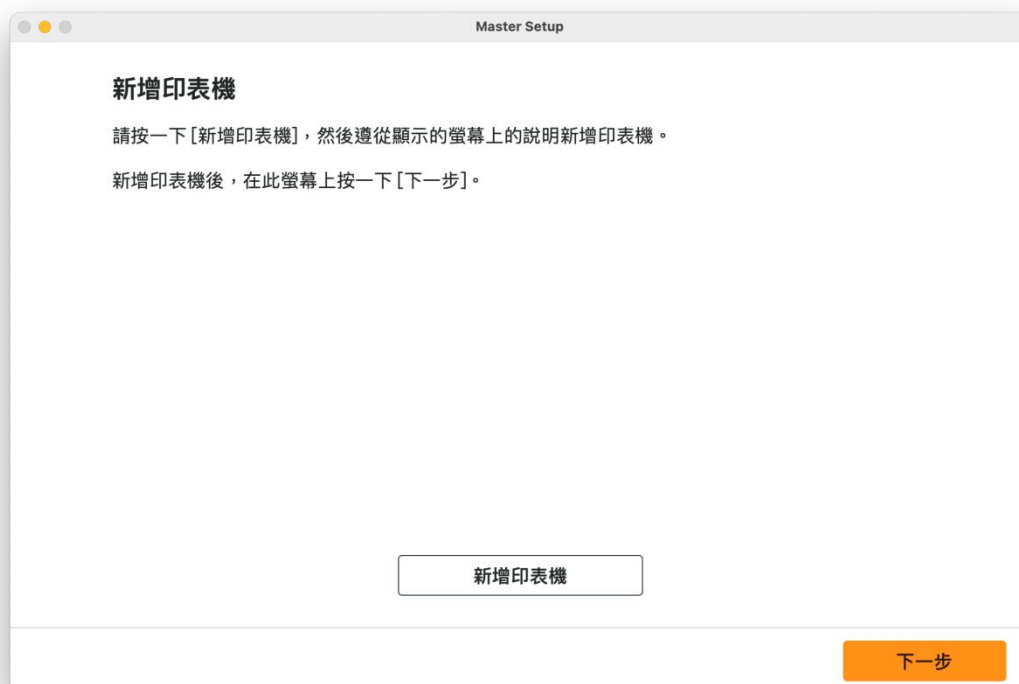 Master Setup
新增印表機
請按一下[新增印表機]，然後遵從顯示的螢幕上的說明新增印表機。
新增印表機後，在此螢幕上按一下[下一步]。
新增印表機
下一步